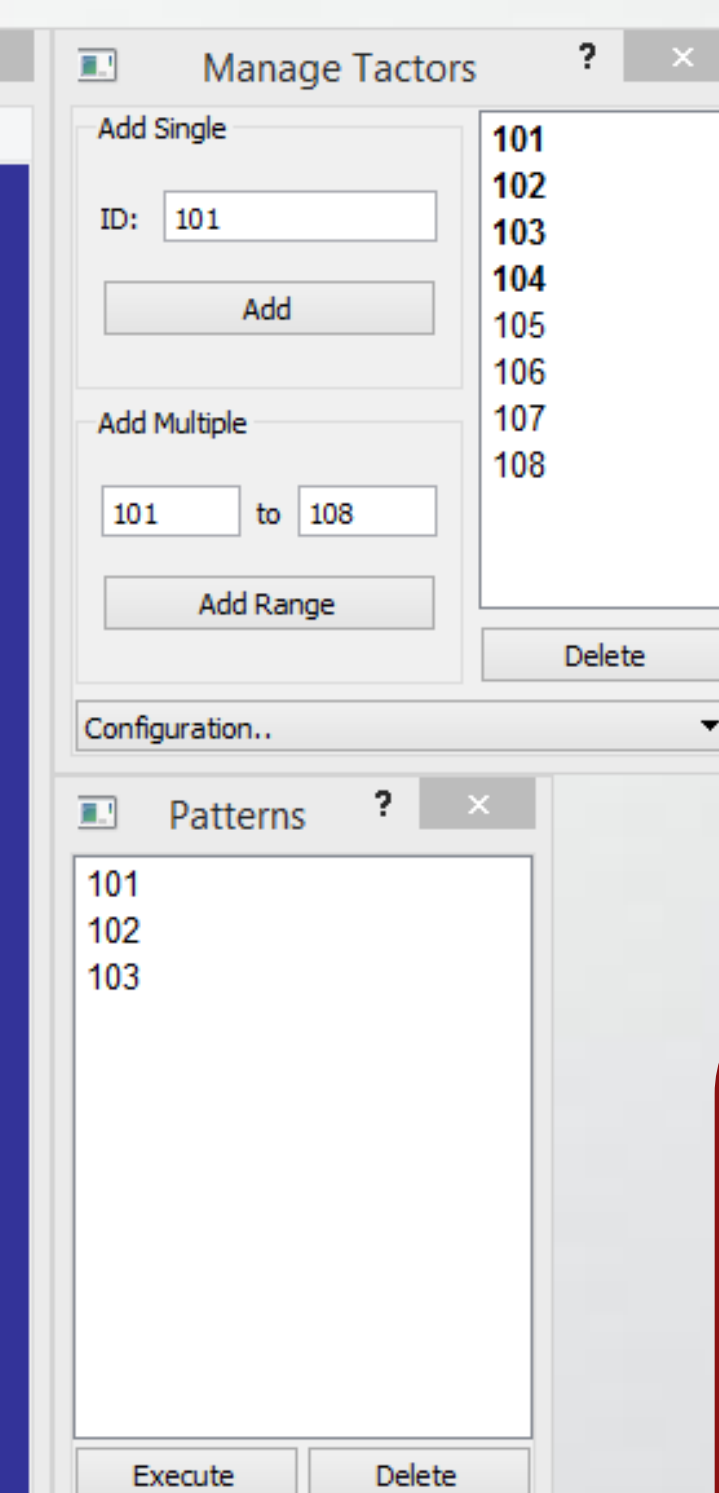 Manage Tactors ? ×
Add Single
ID: 101
Add
Add Multiple
101 to 108
Add Range
101
102
103
104
105
106
107
108
Delete
Configuration..
Patterns ? ×
101
102
103
Execute Delete